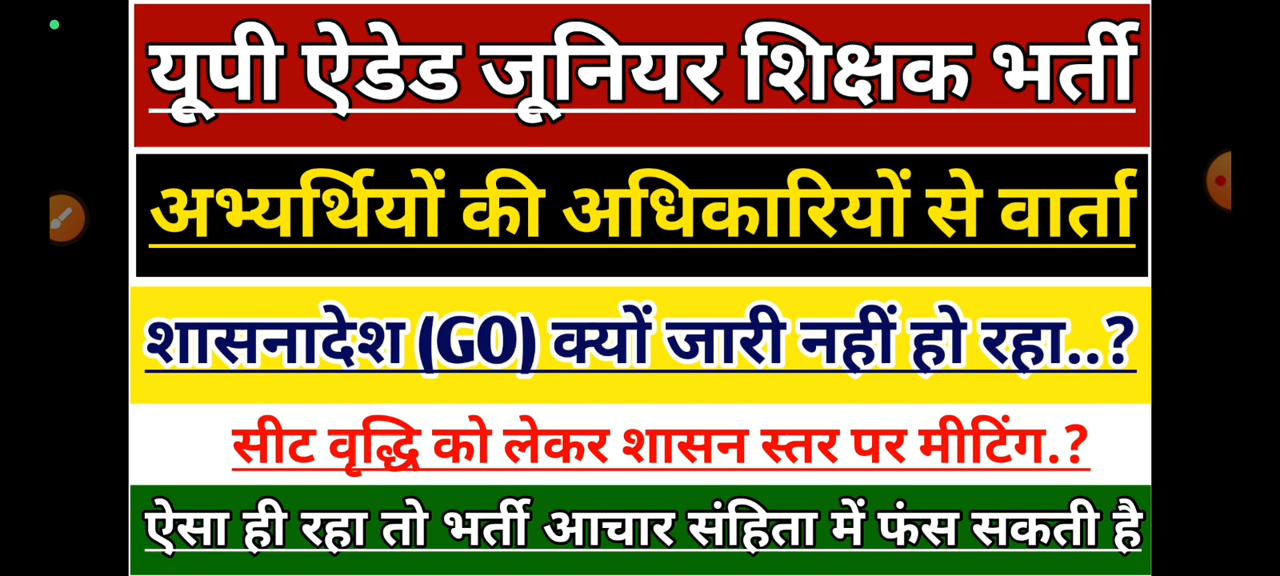 यूपी ऐडेड जूनियर शिक्षक भर्ती
अभ्यर्थियों की अधिकारियों से वार्ता
शासनादेश (GO) क्यों जारी नहीं हो रहा..?
सीट वृद्धि को लेकर शासन स्तर पर मीटिंग.?
ऐसा ही रहा तो भर्ती आचार संहिता में फंस सकती है